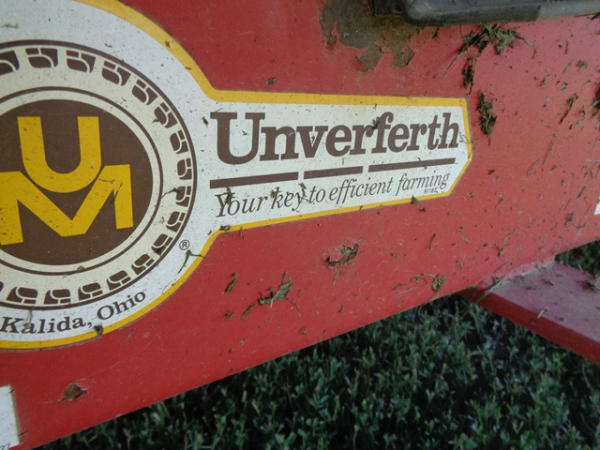 UM
Unverferth
Your key to efficient farming
®
Kalida, Ohio